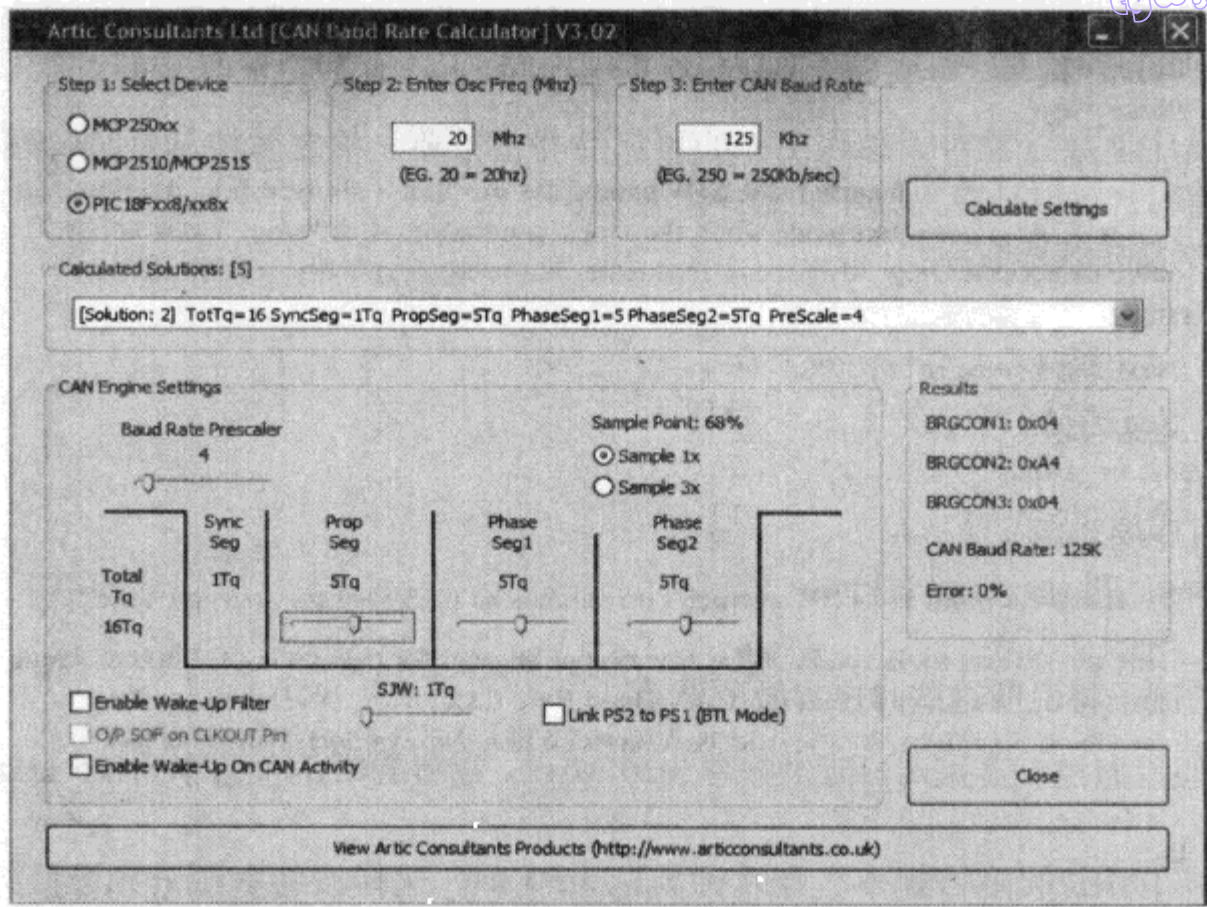 Artic Consultants Ltd [CAN Baud Rate Calculator] V3.02
Step 1: Select Device
MCP250xx
MCP2510/MCP2515
PIC18Fxx8/xx8x
Step 2: Enter Osc Freq (Mhz)
20 Mhz
(EG. 20 = 20hz)
Step 3: Enter CAN Baud Rate
125 Khz
(EG. 250 = 250Kb/sec)
Calculate Settings
Calculated Solutions: [5]
[Solution: 2] TotTq=16 SyncSeg=1Tq PropSeg=5Tq PhaseSeg1=5 PhaseSeg2=5Tq PreScale=4
CAN Engine Settings
Baud Rate Prescaler
4
Sample Point: 68%
Sample 1x
Sample 3x
Total
Tq
16Tq
Sync
Seg
1Tq
Prop
Seg
5Tq
Phase
Seg1
5Tq
Phase
Seg2
5Tq
Enable Wake-Up Filter
O/P SOF on CLKOUT Pin
Enable Wake-Up On CAN Activity
SJW: 1Tq
Link PS2 to PS1 (BTL Mode)
Results
BRGCON1: 0x04
BRGCON2: 0xA4
BRGCON3: 0x04
CAN Baud Rate: 125K
Error: 0%
Close
View Artic Consultants Products (http://www.articconsultants.co.uk)